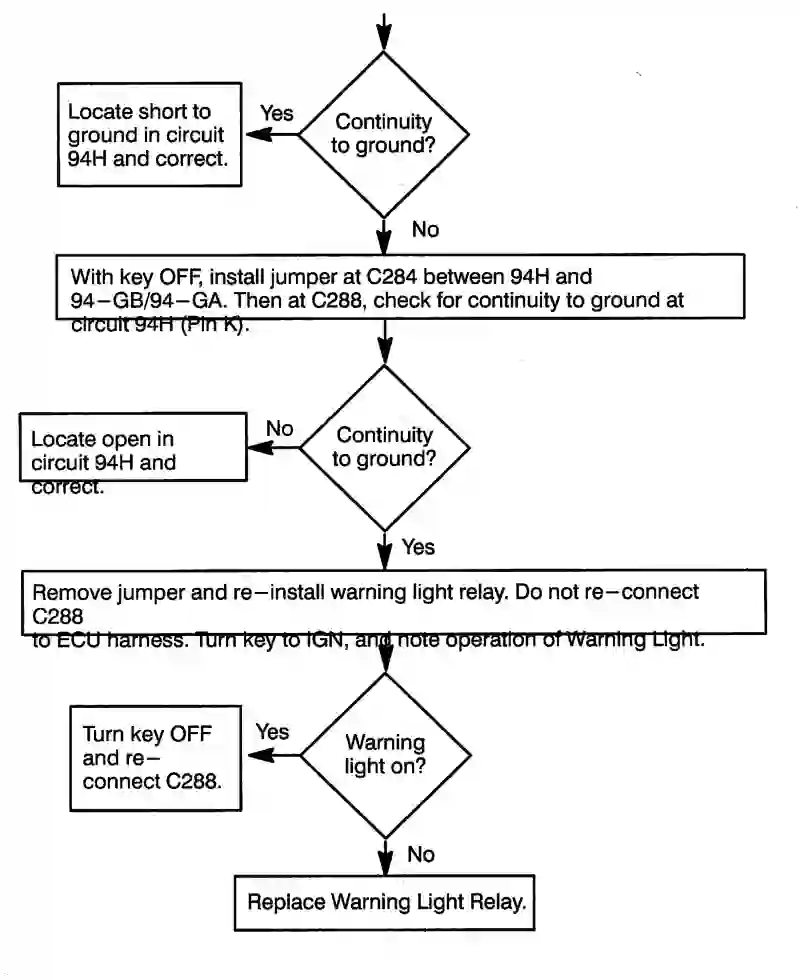 Locate short to
ground in circuit
94H and correct.
Yes
Continuity
to ground?
No
With key OFF, install jumper at C284 between 94H and
94–GB/94–GA. Then at C288, check for continuity to ground at
circuit 94H (Pin K).
Locate open in
circuit 94H and
correct.
No
Continuity
to ground?
Yes
Remove jumper and re–install warning light relay. Do not re–connect
C288
to ECU harness. Turn key to IGN, and note operation of Warning Light.
Turn key OFF
and re–
connect C288.
Yes
Warning
light on?
No
Replace Warning Light Relay.